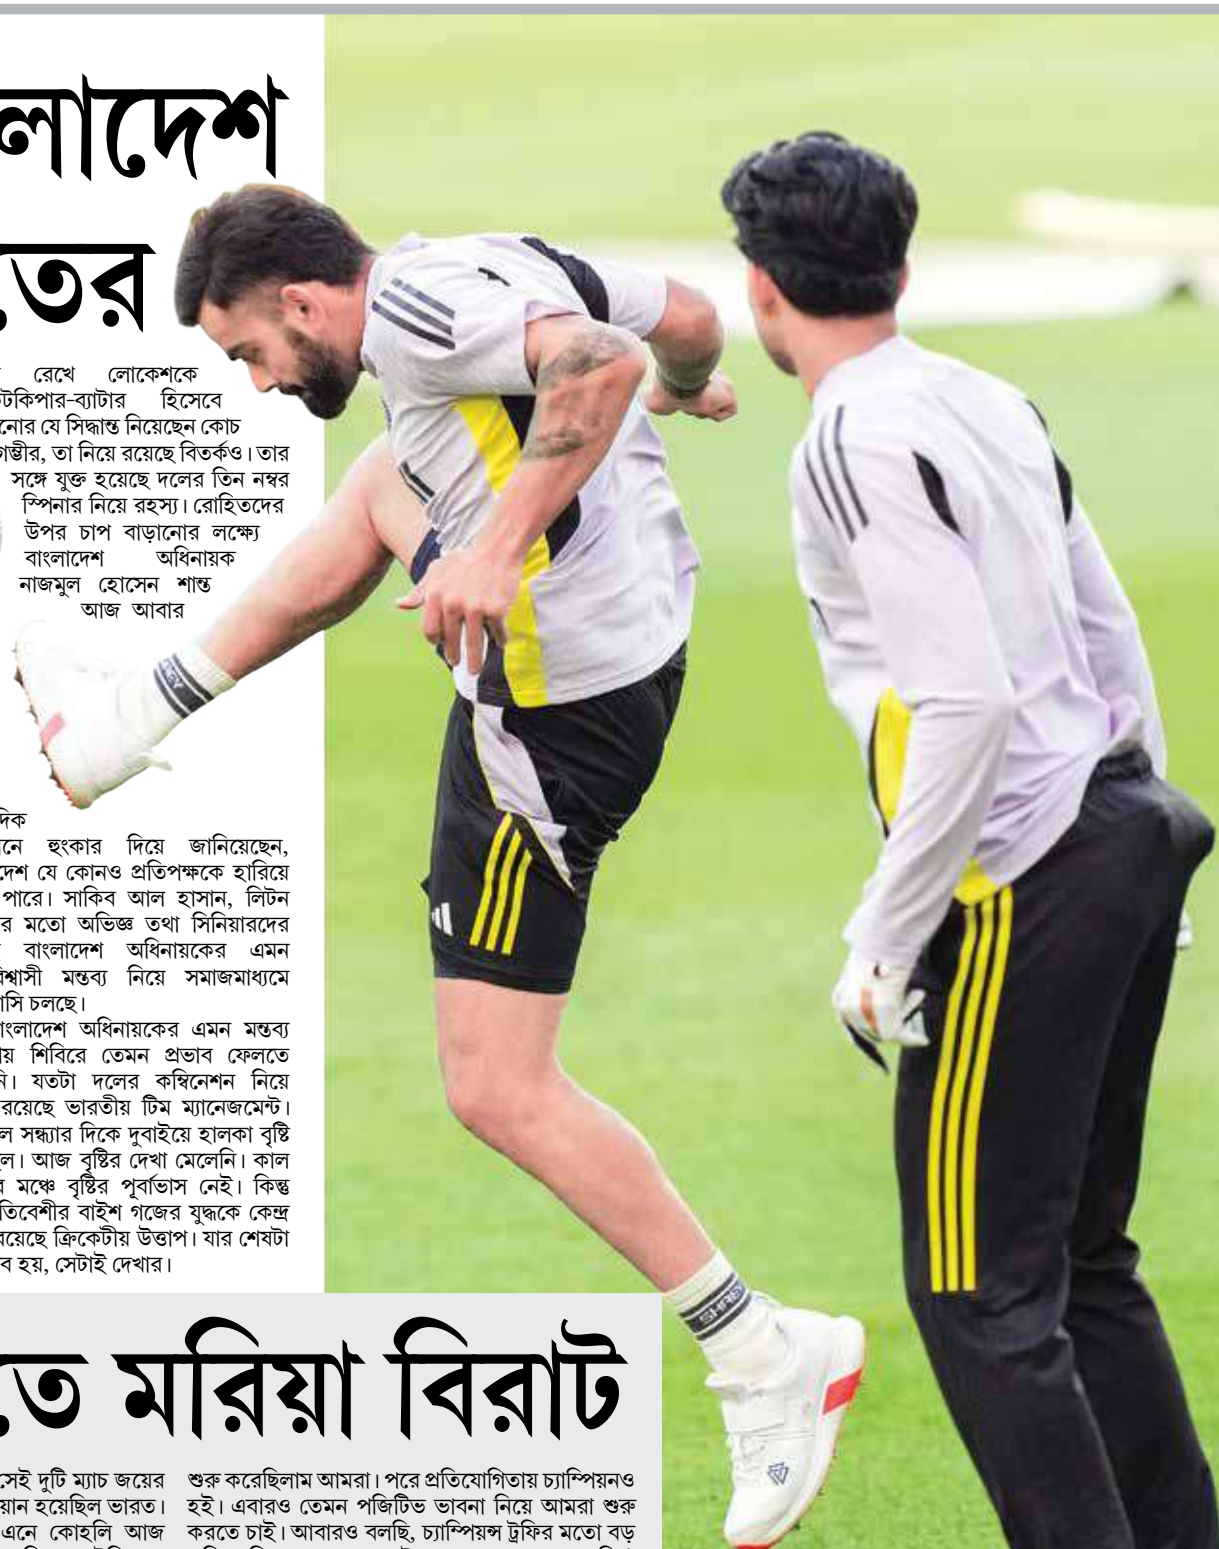 লাদেশ
তের
রেখে লোকেশকে
টকিপার-ব্যাটার হিসেবে
নোর যে সিদ্ধান্ত নিয়েছেন কোচ
গম্ভীর, তা নিয়ে রয়েছে বিতর্কও। তার
সঙ্গে যুক্ত হয়েছে দলের তিন নম্বর
স্পিনার নিয়ে রহস্য। রোহিতদের
উপর চাপ বাড়ানোর লক্ষ্যে
বাংলাদেশ অধিনায়ক
নাজমুল হোসেন শান্ত
আজ আবার
দিক
নে হুংকার দিয়ে জানিয়েছেন,
দেশ যে কোনও প্রতিপক্ষকে হারিয়ে
পারে। সাকিব আল হাসান, লিটন
র মতো অভিজ্ঞ তথা সিনিয়ারদের
বাংলাদেশ অধিনায়কের এমন
বিশ্বাসী মন্তব্য নিয়ে সমাজমাধ্যমে
াসি চলছে।
বাংলাদেশ অধিনায়কের এমন মন্তব্য
য় শিবিরে তেমন প্রভাব ফেলতে
নি। যতটা দলের কম্বিনেশন নিয়ে
রয়েছে ভারতীয় টিম ম্যানেজমেন্ট।
ল সন্ধ্যার দিকে দুবাইয়ে হালকা বৃষ্টি
ল। আজ বৃষ্টির দেখা মেলেনি। কাল
র মঞ্চে বৃষ্টির পূর্বাভাস নেই। কিন্তু
তিবেশীর বাইশ গজের যুদ্ধকে কেন্দ্র
রয়েছে ক্রিকেটীয় উত্তাপ। যার শেষটা
ব হয়, সেটাই দেখার।
তে মরিয়া বিরাট
সেই দুটি ম্যাচ জয়ের
য়ান হয়েছিল ভারত।
এনে কোহলি আজ
শুরু করেছিলাম আমরা। পরে প্রতিযোগিতায় চ্যাম্পিয়নও
হই। এবারও তেমন পজিটিভ ভাবনা নিয়ে আমরা শুরু
করতে চাই। আবারও বলছি, চ্যাম্পিয়ন্স ট্রফির মতো বড়
SHREY
SHREY